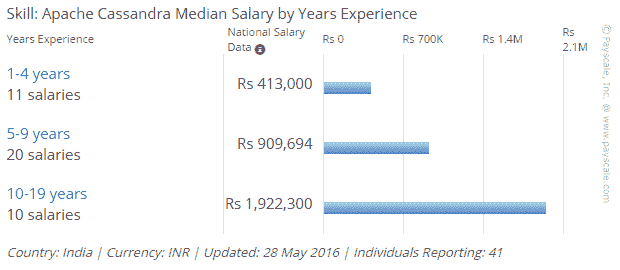 Skill: Apache Cassandra Median Salary by Years Experience
Years Experience
National Salary
Data
Rs 0
Rs 700K
Rs 1.4M
Rs
2.1M
1-4 years
11 salaries
Rs 413,000
5-9 years
20 salaries
Rs 909,694
10-19 years
10 salaries
Rs 1,922,300
Country: India | Currency: INR | Updated: 28 May 2016 | Individuals Reporting: 41
© Payscale, Inc. @ www.payscale.com